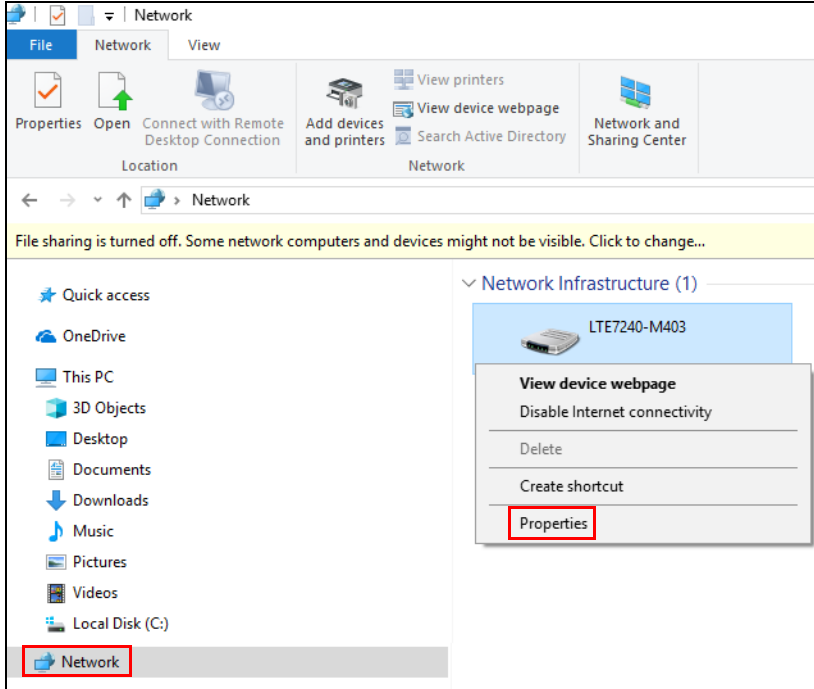 Network
File
Network
View
Properties
Open
Connect with Remote
Desktop Connection
Location
Add devices
and printers
View printers
View device webpage
Search Active Directory
Network
Network and
Sharing Center
Network
File sharing is turned off. Some network computers and devices might not be visible. Click to change...
Quick access
OneDrive
This PC
3D Objects
Desktop
Documents
Downloads
Music
Pictures
Videos
Local Disk (C:)
Network
Network Infrastructure (1)
LTE7240-M403
View device webpage
Disable Internet connectivity
Delete
Create shortcut
Properties